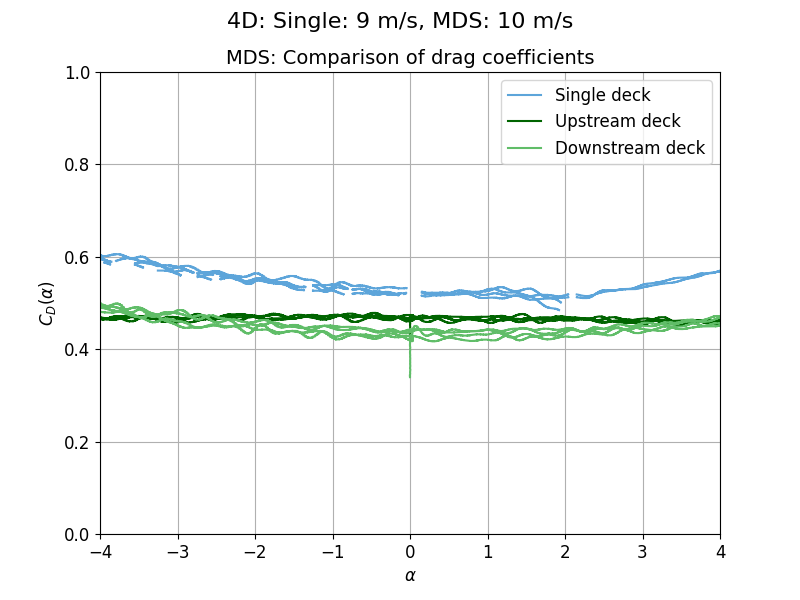 4D: Single: 9 m/s, MDS: 10 m/s
MDS: Comparison of drag coefficients
1.0
0.8
0.6
0.4
0.2
0.0
C_D(α)
Single deck
Upstream deck
Downstream deck
−4 −3 −2 −1 0 1 2 3 4
α